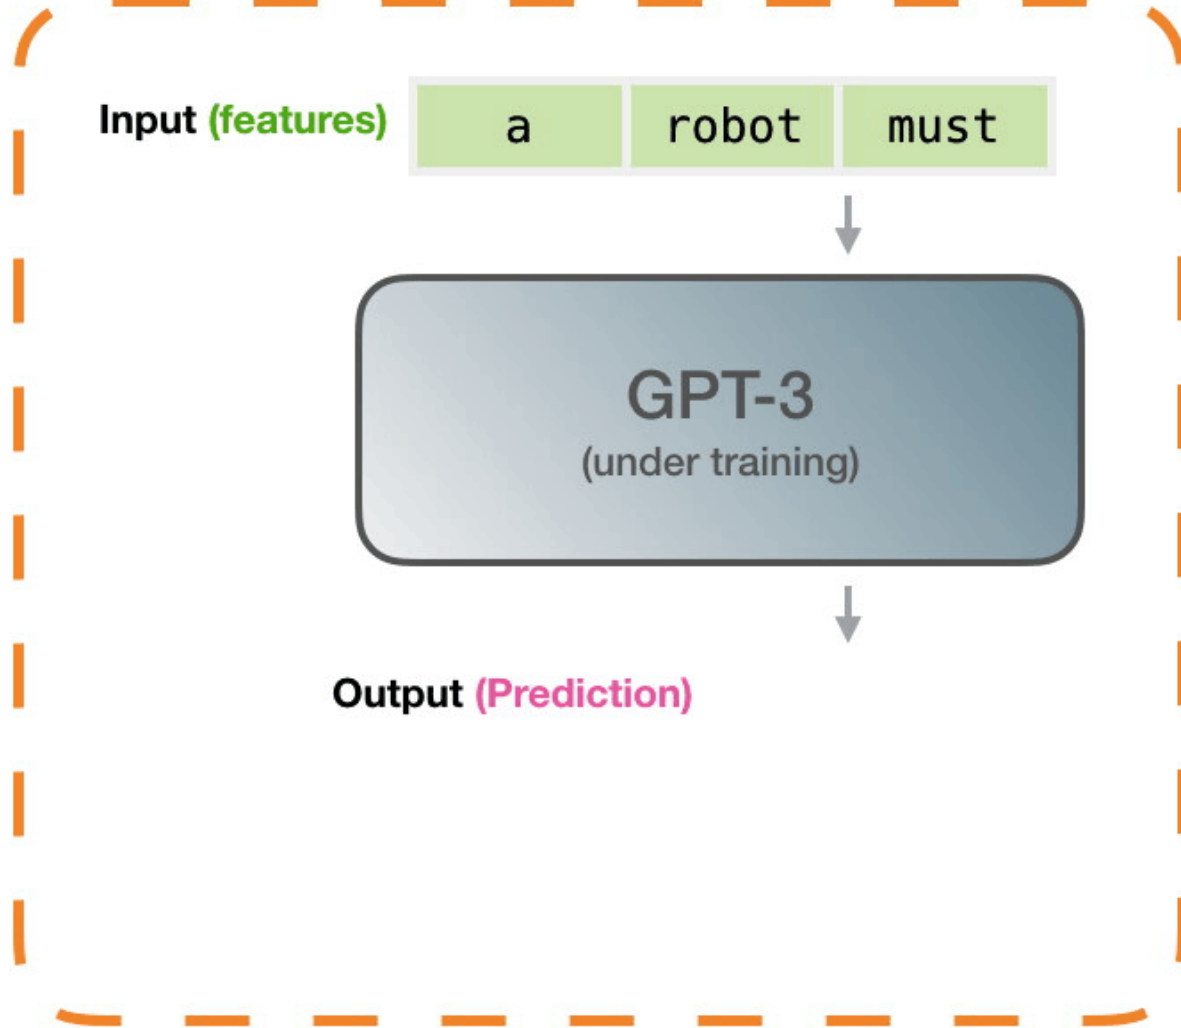 Input (features) a robot must
GPT-3
(under training)
Output (Prediction)